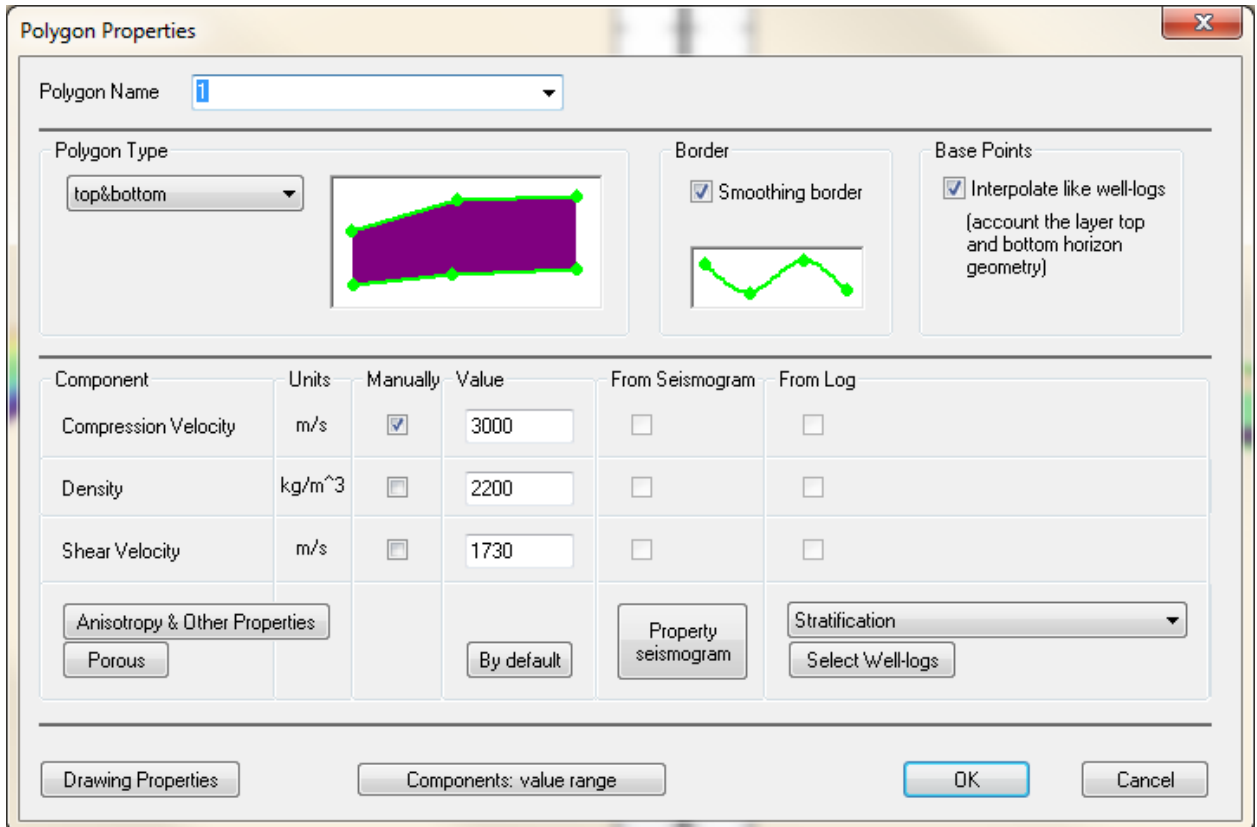 Polygon Properties
Polygon Name 1
Polygon Type Border Base Points
top&bottom Smoothing border Interpolate like well-logs
(account the layer top
and bottom horizon
geometry)
Component Units Manually Value From Seismogram From Log
Compression Velocity m/s 3000
Density kg/m^3 2200
Shear Velocity m/s 1730
Anisotropy & Other Properties
Porous
By default
Property
seismogram
Stratification
Select Well-logs
Drawing Properties Components: value range OK Cancel